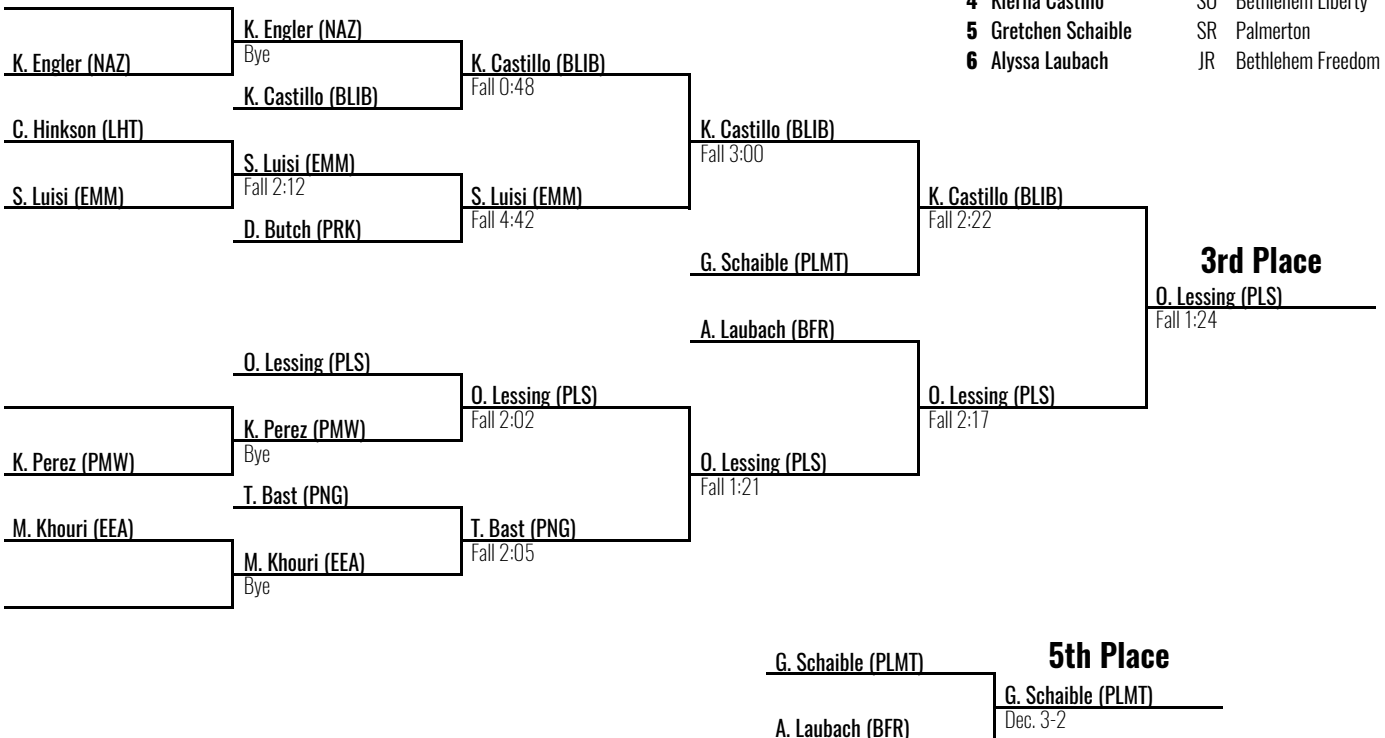 4 Kierna Castillo SO Bethlehem Liberty
5 Gretchen Schaible SR Palmerton
6 Alyssa Laubach JR Bethlehem Freedom
K. Engler (NAZ)
K. Engler (NAZ)
Bye
K. Castillo (BLIB)
K. Castillo (BLIB)
Fall 0:48
C. Hinkson (LHT)
S. Luisi (EMM)
S. Luisi (EMM)
Fall 2:12
D. Butch (PRK)
S. Luisi (EMM)
Fall 4:42
K. Castillo (BLIB)
Fall 3:00
G. Schaible (PLMT)
K. Castillo (BLIB)
Fall 2:22
3rd Place
O. Lessing (PLS)
Fall 1:24
A. Laubach (BFR)
O. Lessing (PLS)
O. Lessing (PLS)
Fall 2:02
K. Perez (PMW)
K. Perez (PMW)
Bye
O. Lessing (PLS)
Fall 2:17
O. Lessing (PLS)
Fall 1:21
T. Bast (PNG)
M. Khouri (EEA)
M. Khouri (EEA)
Bye
T. Bast (PNG)
Fall 2:05
5th Place
G. Schaible (PLMT)
G. Schaible (PLMT)
Dec. 3-2
A. Laubach (BFR)